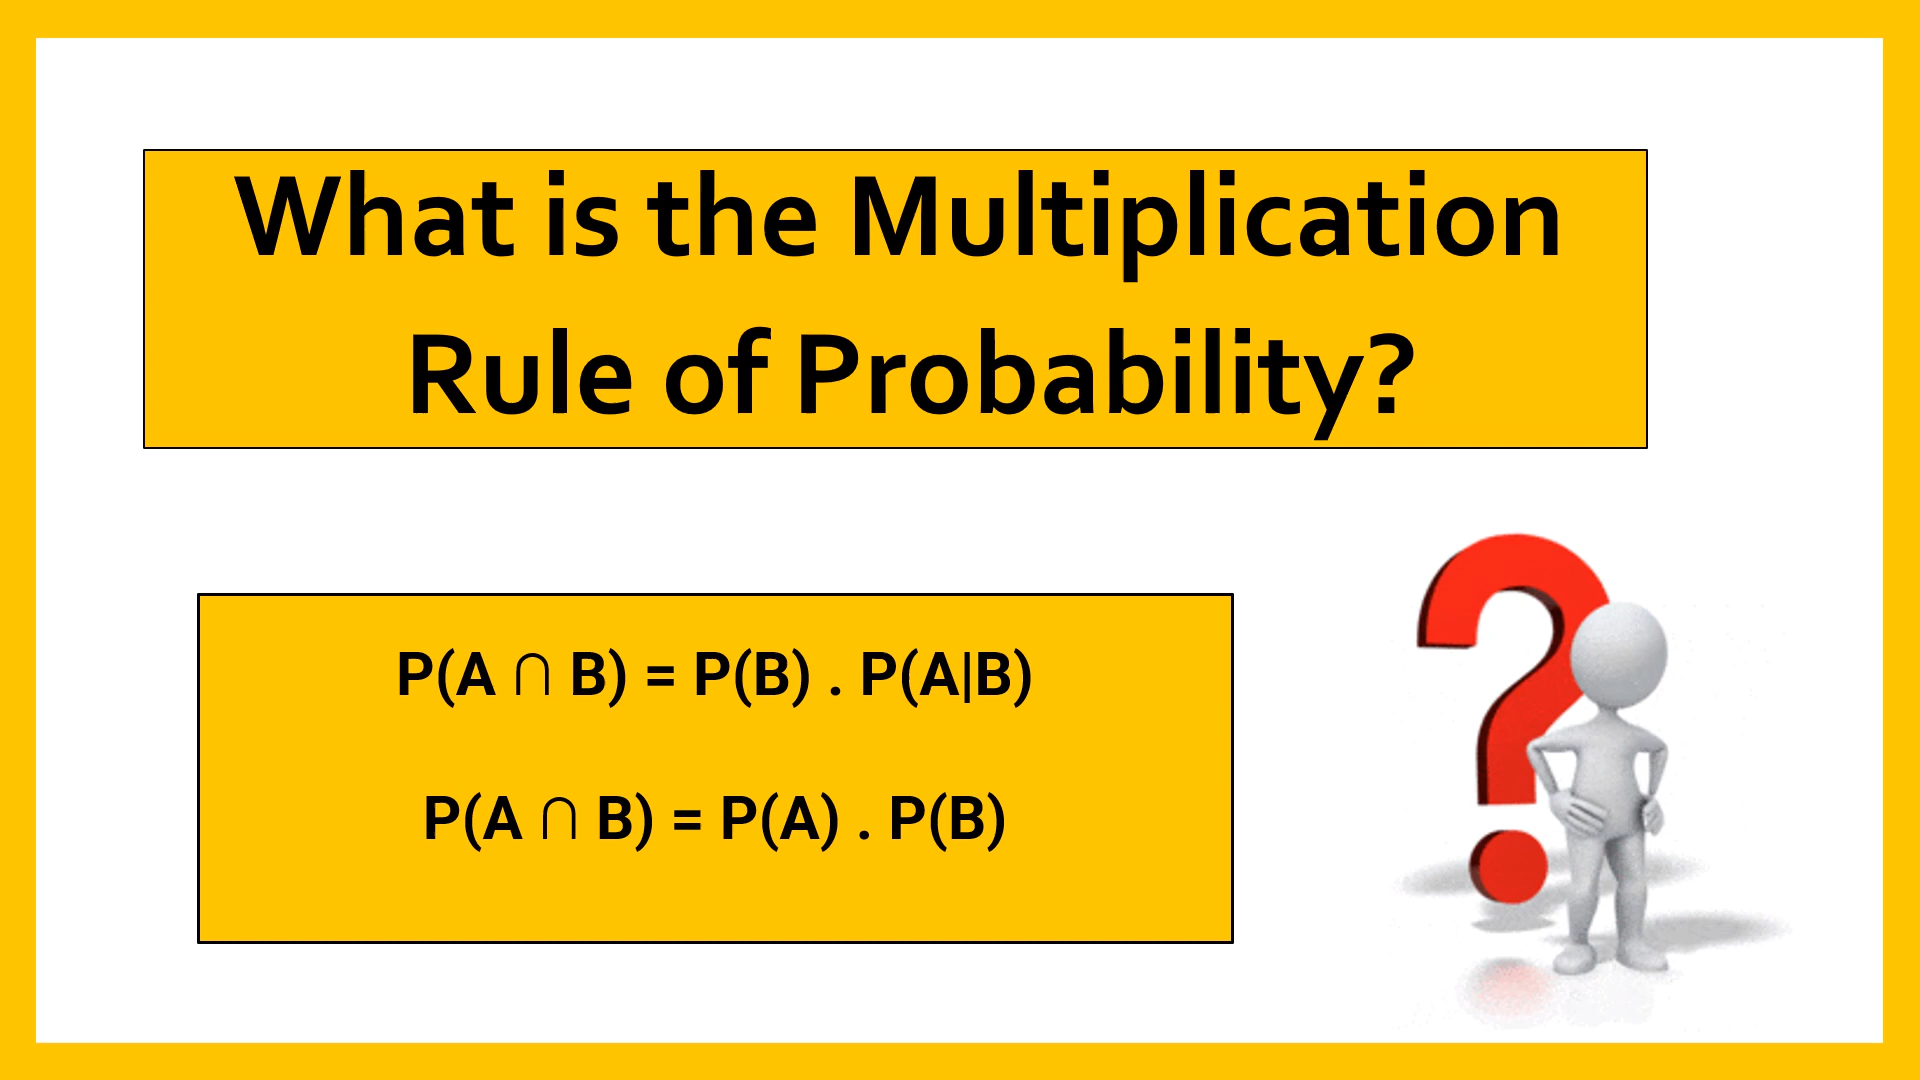 What is the Multiplication
Rule of Probability?
P(A ∩ B) = P(B) . P(A|B)
P(A ∩ B) = P(A) . P(B)